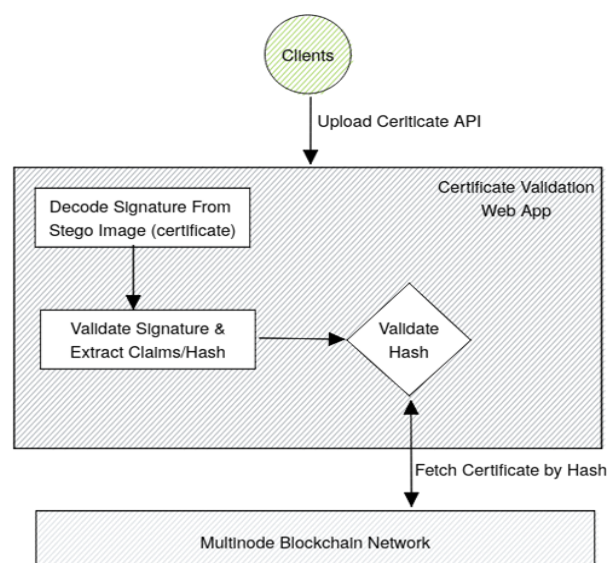 Clients
Upload Ceriticate API
Certificate Validation
Web App
Decode Signature From
Stego Image (certificate)
Validate Signature &
Extract Claims/Hash
Validate
Hash
Fetch Certificate by Hash
Multinode Blockchain Network